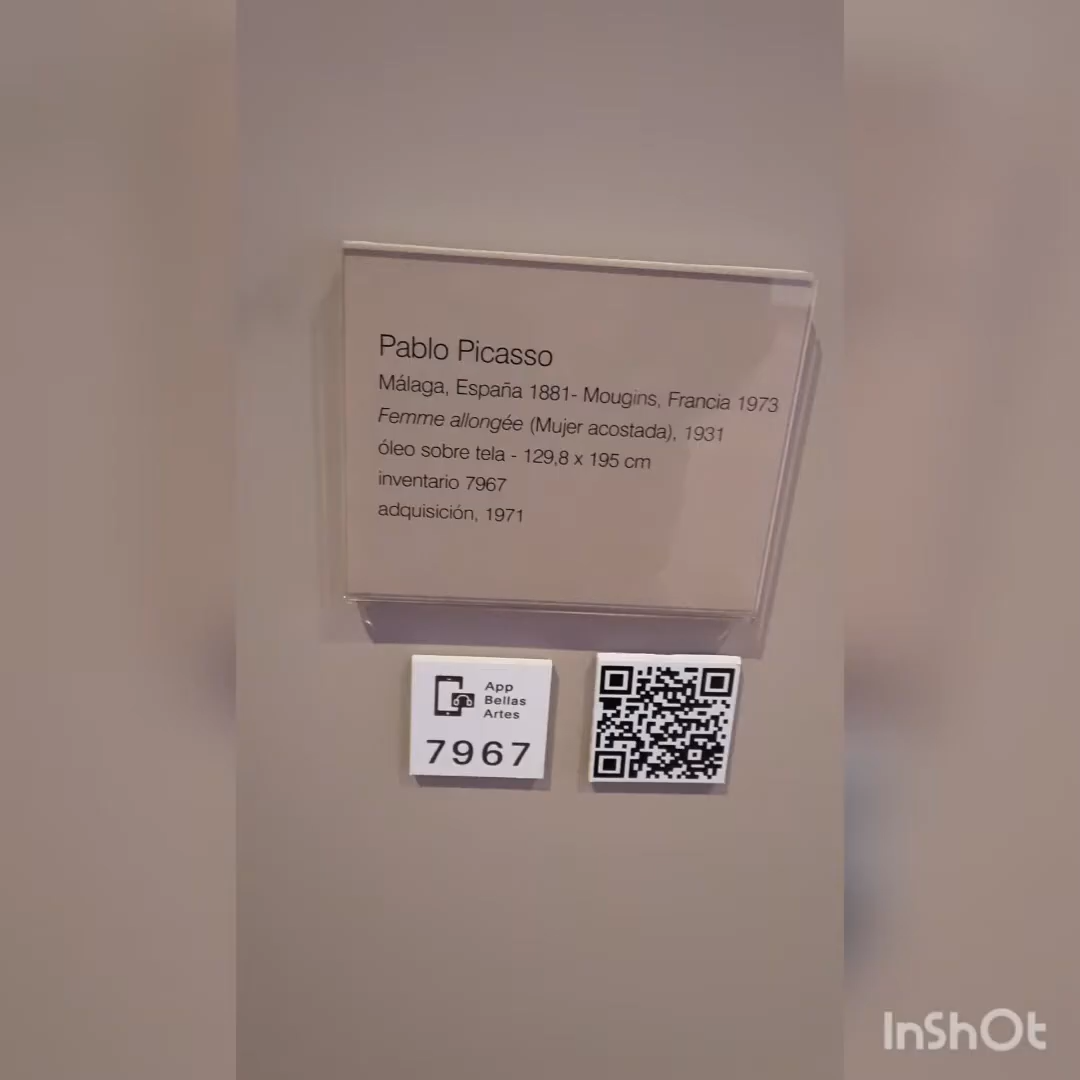 Pablo Picasso
Málaga, España 1881- Mougins, Francia 1973
Femme allongée (Mujer acostada), 1931
óleo sobre tela - 129,8 x 195 cm
inventario 7967
adquisición, 1971
App
Bellas
Artes
7967
InShOt